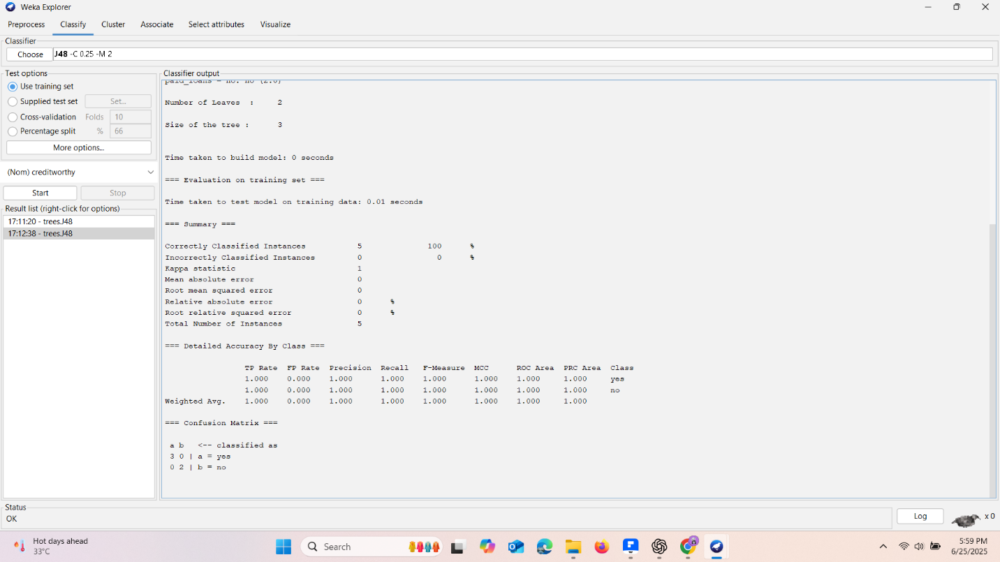 Weka Explorer
Preprocess Classify Cluster Associate Select attributes Visualize
Classifier
Choose J48 -C 0.25 -M 2
Test options
Use training set
Supplied test set Set...
Cross-validation Folds 10
Percentage split % 66
More options...
(Nom) creditworthy
Start Stop
Result list (right-click for options)
17:11:20 - trees.J48
17:12:38 - trees.J48
Classifier output
paid_loans = no: no (2.0)
Number of Leaves : 2
Size of the tree : 3
Time taken to build model: 0 seconds
=== Evaluation on training set ===
Time taken to test model on training data: 0.01 seconds
=== Summary ===
Correctly Classified Instances 5 100 %
Incorrectly Classified Instances 0 0 %
Kappa statistic 1
Mean absolute error 0
Root mean squared error 0
Relative absolute error 0 %
Root relative squared error 0 %
Total Number of Instances 5
=== Detailed Accuracy By Class ===
TP Rate FP Rate Precision Recall F-Measure MCC ROC Area PRC Area Class
1.000 0.000 1.000 1.000 1.000 1.000 1.000 1.000 yes
1.000 0.000 1.000 1.000 1.000 1.000 1.000 1.000 no
Weighted Avg. 1.000 0.000 1.000 1.000 1.000 1.000 1.000 1.000
=== Confusion Matrix ===
a b <-- classified as
3 0 | a = yes
0 2 | b = no
Status
OK
Log x 0
Hot days ahead
33°C
Search
5:59 PM
6/25/2025